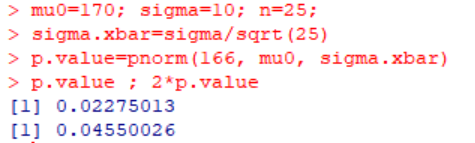 > mu0=170; sigma=10; n=25;
> sigma.xbar=sigma/sqrt(25)
> p.value=pnorm(166, mu0, sigma.xbar)
> p.value ; 2*p.value
[1] 0.02275013
[1] 0.04550026